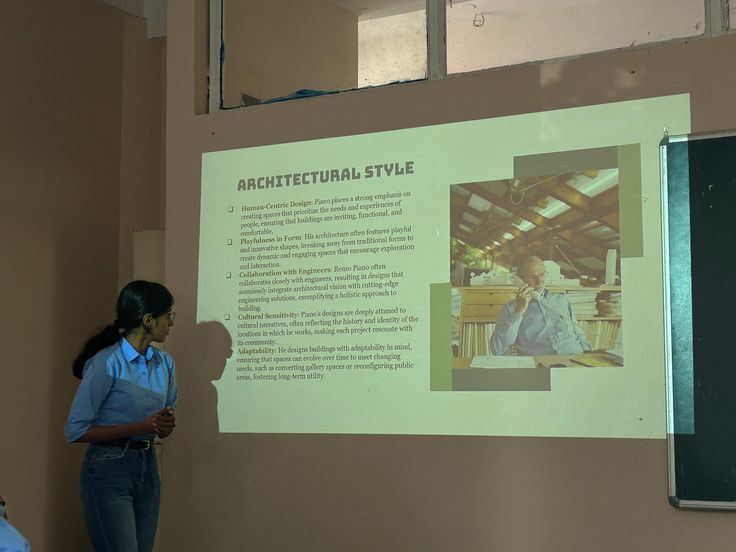 ARCHITECTURAL STYLE
Human-Centric Design: Piano places a strong emphasis on
creating spaces that prioritize the needs and experiences of
people, ensuring that buildings are inviting, functional, and
comfortable.
Playfulness in Form: His architecture often features playful
and innovative shapes, breaking away from traditional forms to
create dynamic and engaging spaces that encourage exploration
and interaction.
Collaboration with Engineers: Renzo Piano often
collaborates closely with engineers, resulting in designs that
seamlessly integrate architectural vision with cutting-edge
engineering solutions, exemplifying a holistic approach to
building.
Cultural Sensitivity: Piano's designs are deeply attuned to
cultural narratives, often reflecting the history and identity of the
locations in which he works, making each project resonate with
its community.
Adaptability: He designs buildings with adaptability in mind,
ensuring that spaces can evolve over time to meet changing
needs, such as converting gallery spaces or reconfiguring public
areas, fostering long-term utility.